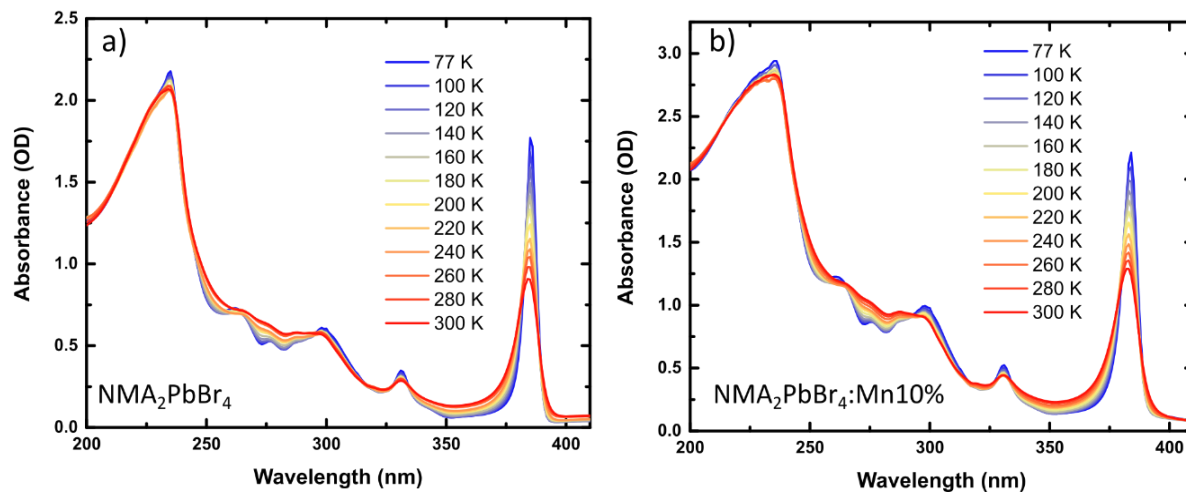 a)
2.5
2.0
1.5
1.0
0.5
0.0
Absorbance (OD)
77 K
100 K
120 K
140 K
160 K
180 K
200 K
220 K
240 K
260 K
280 K
300 K
NMA₂PbBr₄
200 250 300 350 400
Wavelength (nm)
b)
3.0
2.5
2.0
1.5
1.0
0.5
0.0
Absorbance (OD)
77 K
100 K
120 K
140 K
160 K
180 K
200 K
220 K
240 K
260 K
280 K
300 K
NMA₂PbBr₄:Mn10%
200 250 300 350 400
Wavelength (nm)